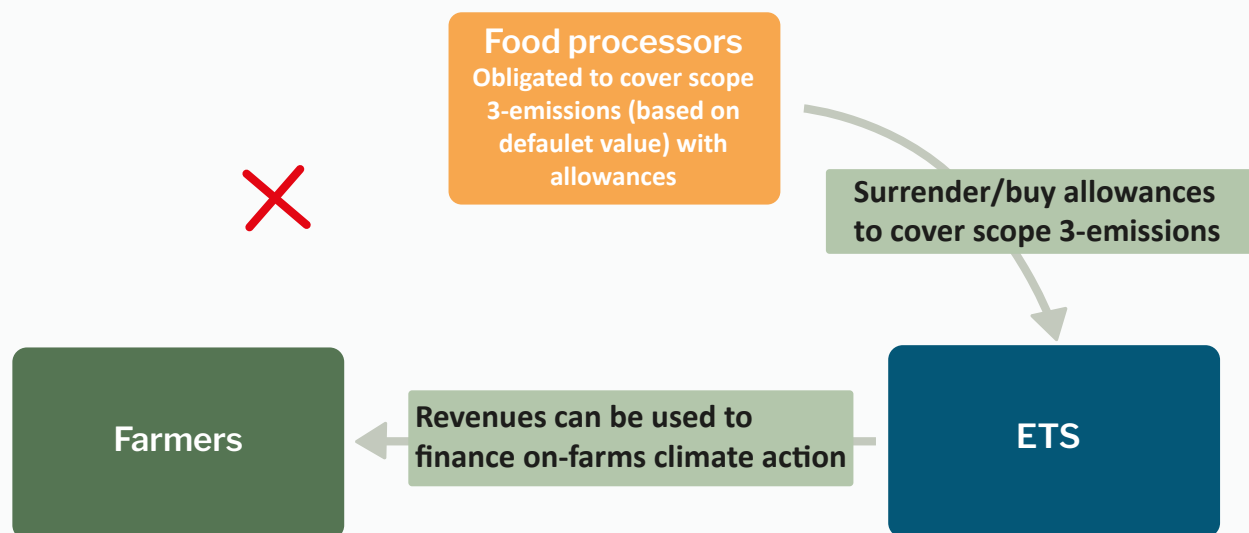 Food processors
Obligated to cover scope
3-emissions (based on
defaulet value) with
allowances
Surrender/buy allowances
to cover scope 3-emissions
Farmers
Revenues can be used to
finance on-farms climate action
ETS